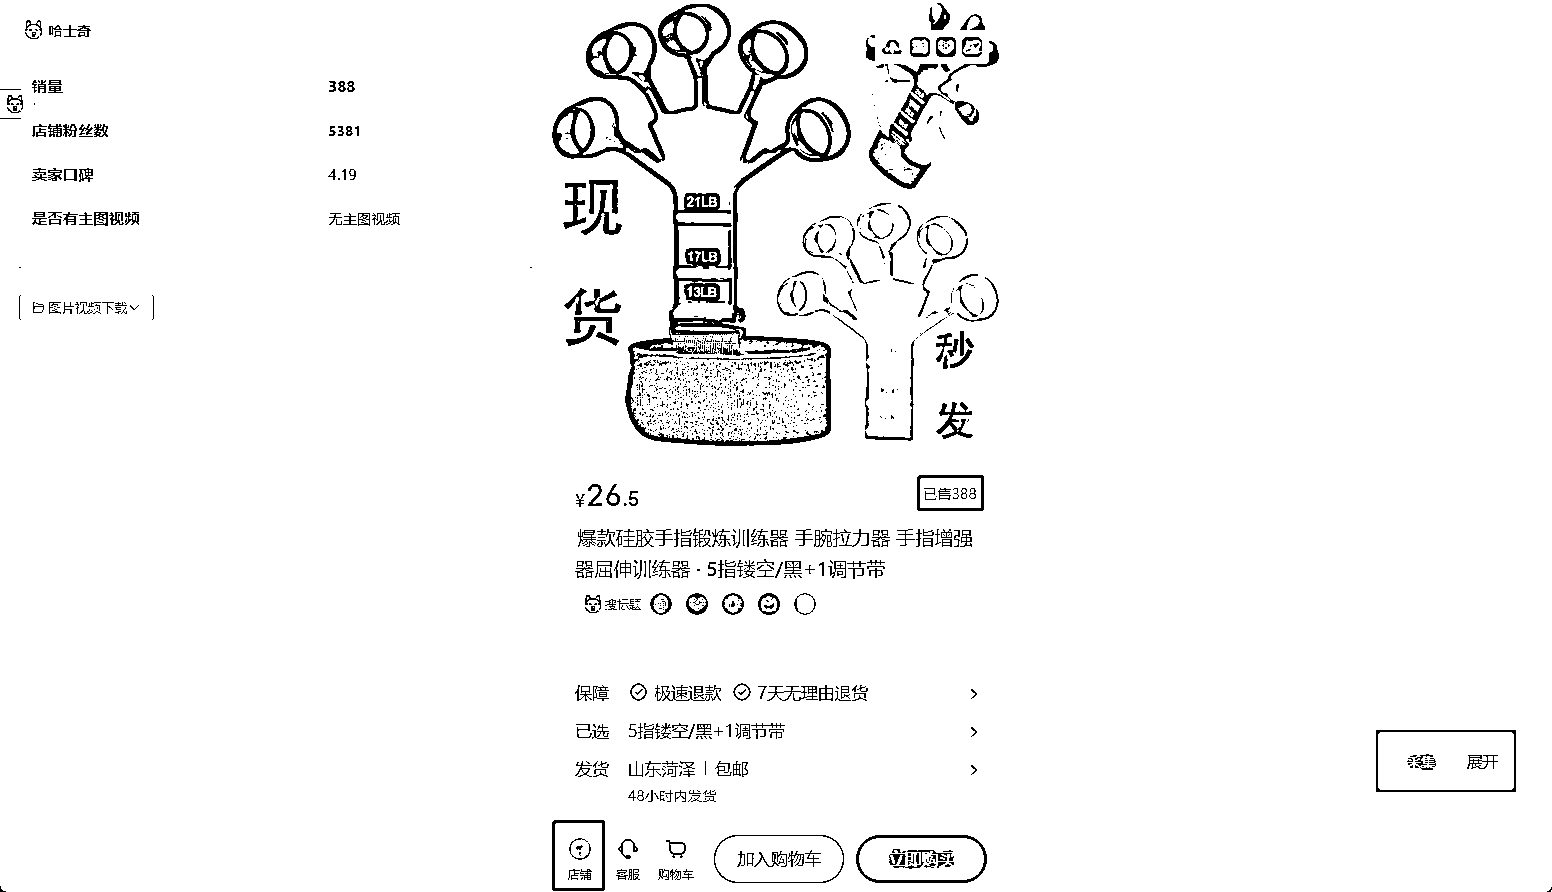 哈士奇
销量 388
店铺粉丝数 5381
卖家口碑 4.19
是否有主图视频 无主图视频
图片视频下载
现货
21LB
17LB
13LB
秒发
¥26.5
已售388
爆款硅胶手指锻炼训练器 手腕拉力器 手指增强
器屈伸训练器 · 5指镂空/黑+1调节带
搜标题
保障 极速退款 7天无理由退货
已选 5指镂空/黑+1调节带
发货 山东菏泽 | 包邮
48小时内发货
采集 展开
店铺 客服 购物车 加入购物车 立即购买